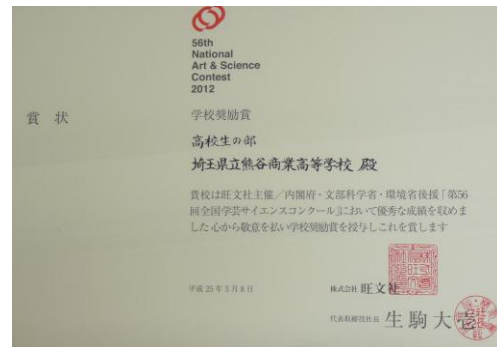 56th
National
Art & Science
Contest
2012
賞状
学校奨励賞
高校生の部
埼玉県立熊谷商業高等学校 殿
貴校は旺文社主催/内閣府・文部科学省・環境省後援「第56
回全国学芸サイエンスコンクール」において優秀な成績を収めま
した心から敬意を払い学校奨励賞を授与しこれを賞します
平成25年3月8日
株式会社 旺文社
代表取締役社長 生駒大壱